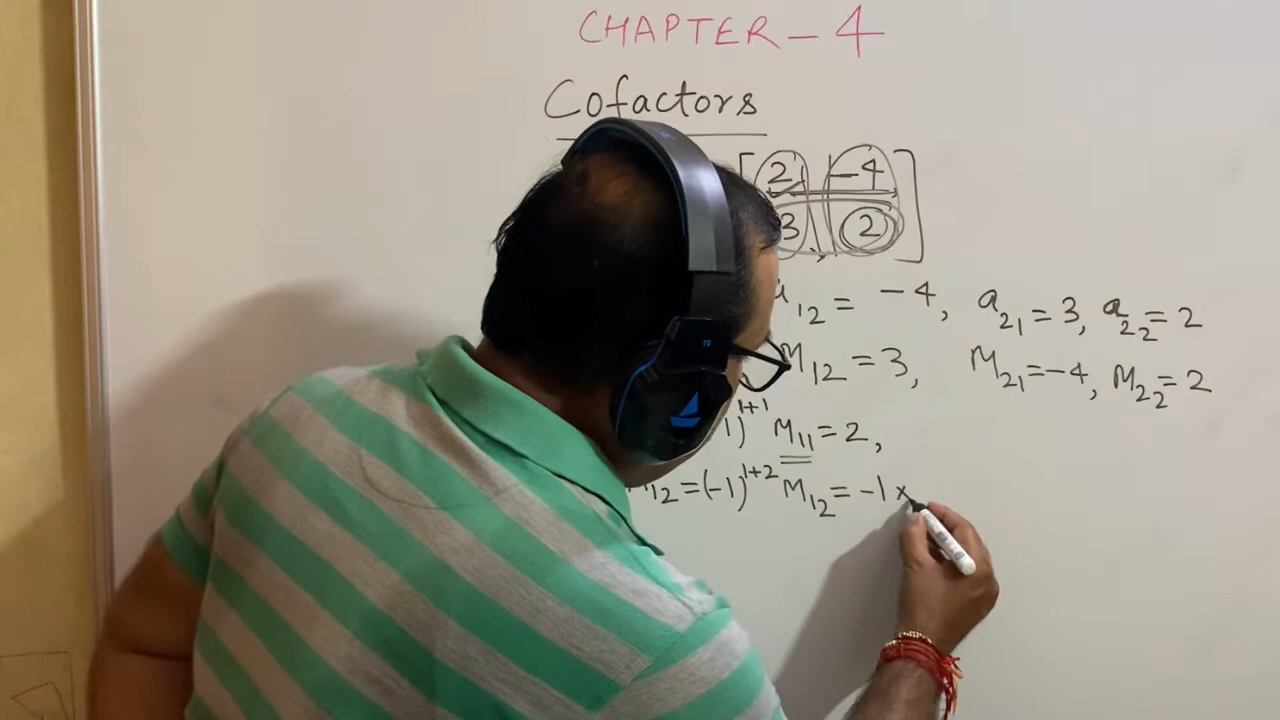 CHAPTER – 4
Cofactors
2 -4
3 2
12 = -4, a21 = 3, a22 = 2
M12 = 3, M21 = -4, M22 = 2
1)^1+1 M11 = 2,
12 = (-1)^1+2 M12 = -1 ×